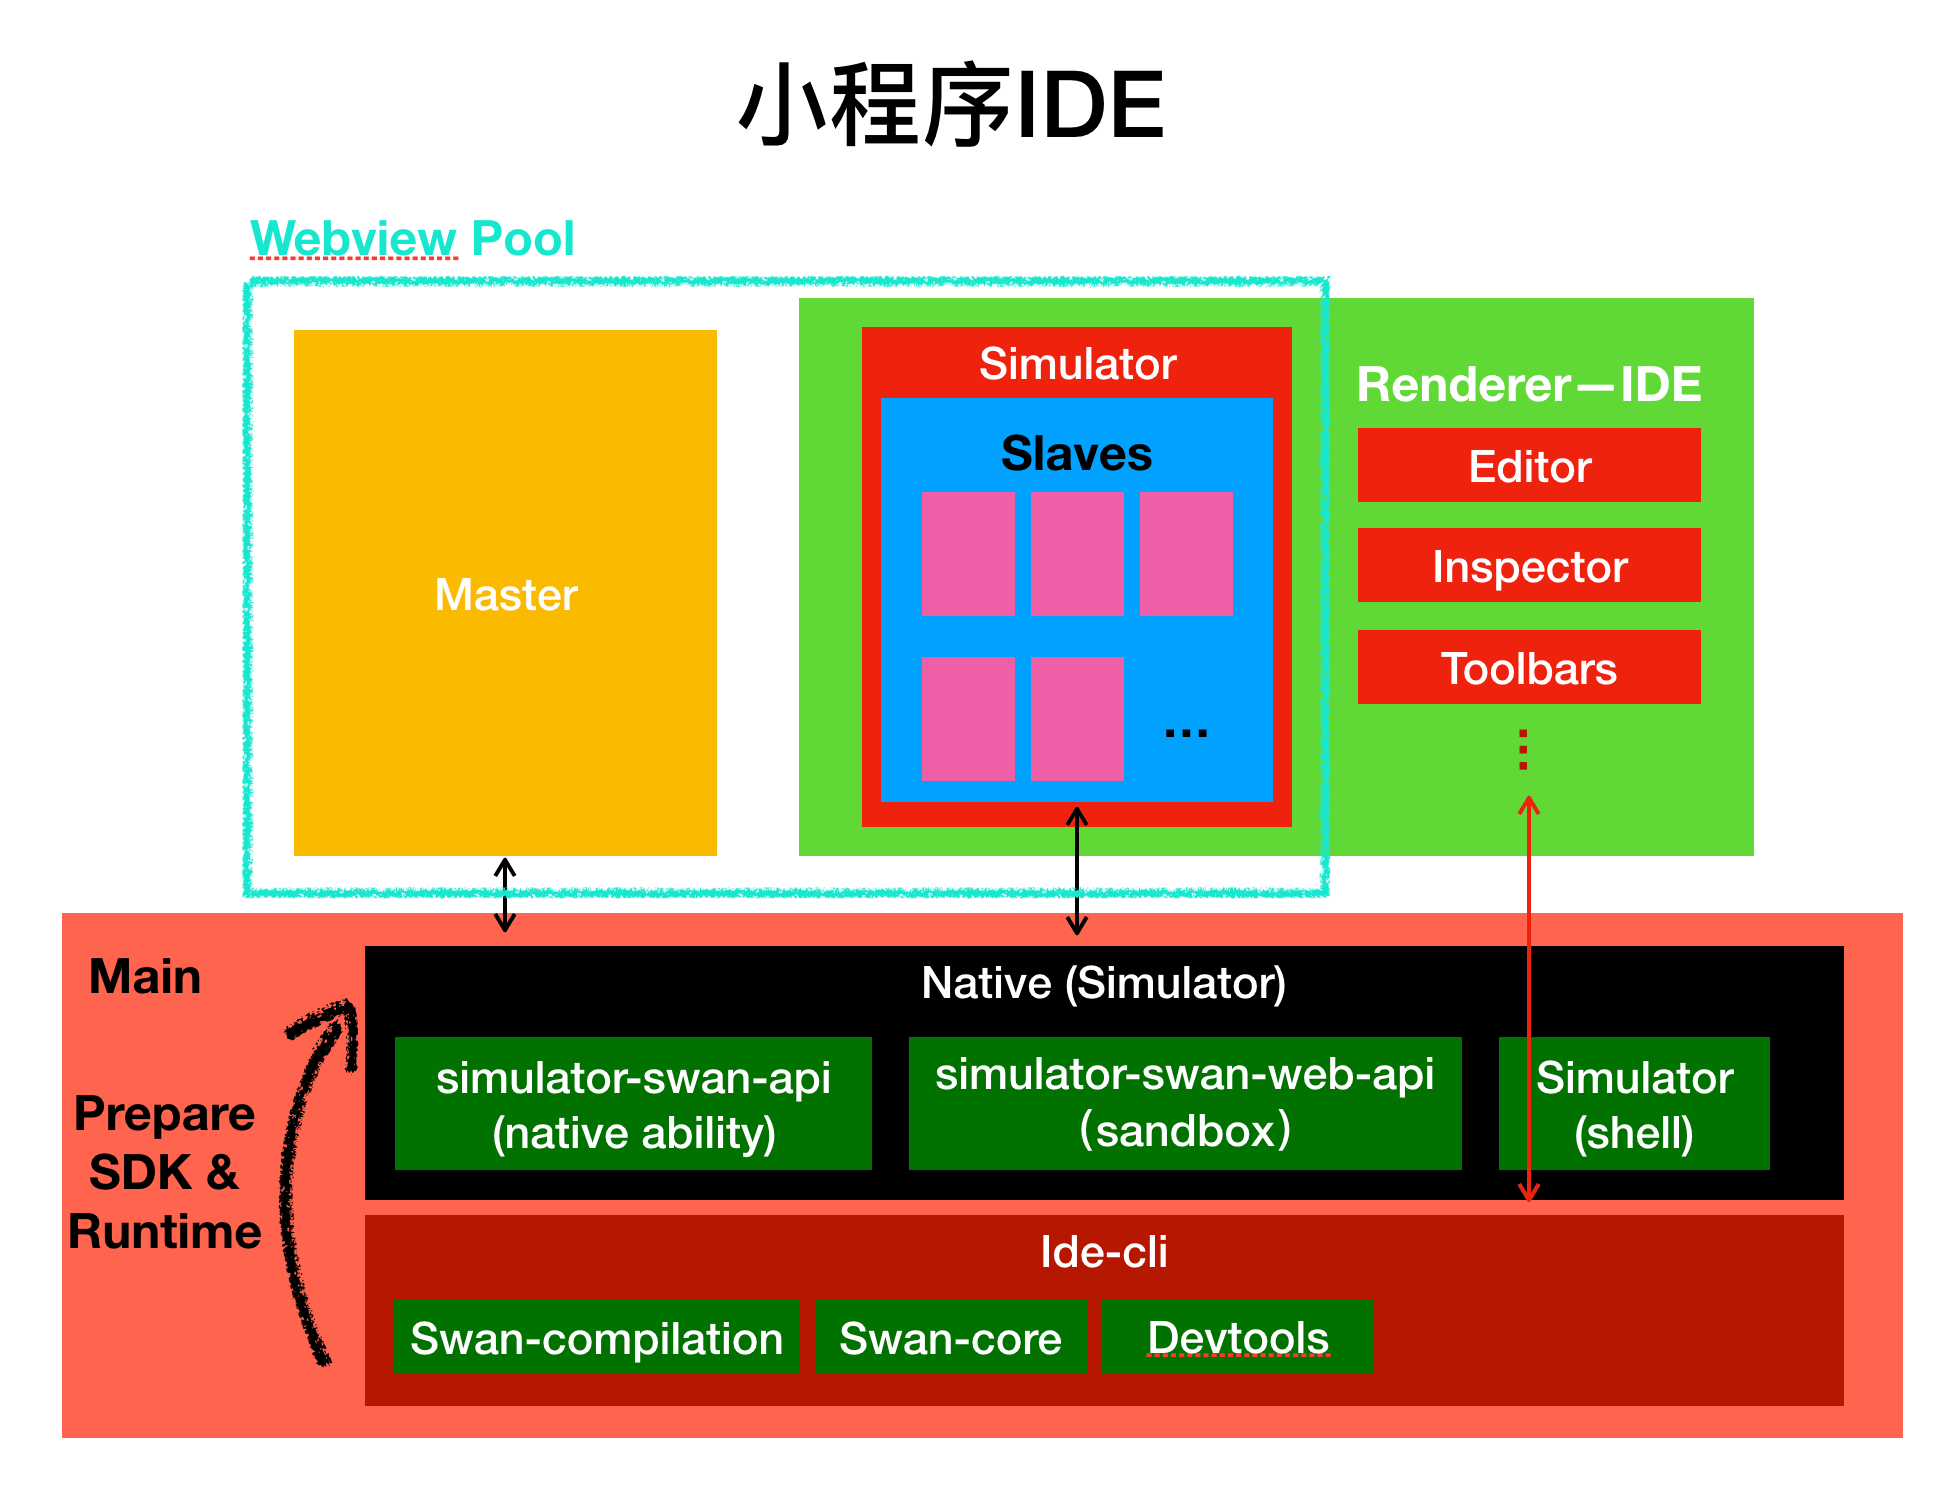 小程序IDE
Webview Pool
Master
Simulator
Slaves
...
Renderer—IDE
Editor
Inspector
Toolbars
...
Main
Prepare
SDK &
Runtime
Native (Simulator)
simulator-swan-api
(native ability)
simulator-swan-web-api
(sandbox)
Simulator
(shell)
Ide-cli
Swan-compilation
Swan-core
Devtools